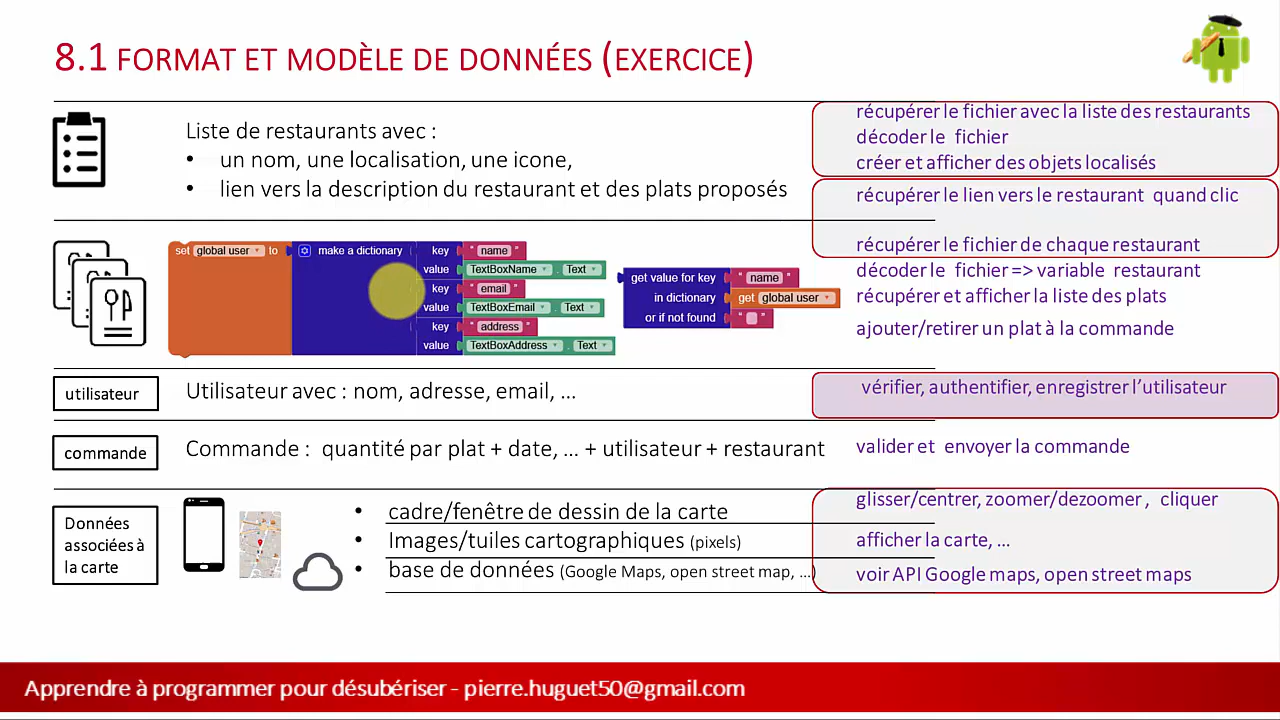 8.1 FORMAT ET MODÈLE DE DONNÉES (EXERCICE)
Liste de restaurants avec :
• un nom, une localisation, une icone,
• lien vers la description du restaurant et des plats proposés
récupérer le fichier avec la liste des restaurants
décoder le fichier
créer et afficher des objets localisés
récupérer le lien vers le restaurant quand clic
set global user to make a dictionary key " name "
value TextBoxName . Text
key " email "
value TextBoxEmail . Text
key " address "
value TextBoxAddress . Text
get value for key " name "
in dictionary get global user
or if not found " "
récupérer le fichier de chaque restaurant
décoder le fichier => variable restaurant
récupérer et afficher la liste des plats
ajouter/retirer un plat à la commande
utilisateur
Utilisateur avec : nom, adresse, email, ...
vérifier, authentifier, enregistrer l'utilisateur
commande
Commande : quantité par plat + date, ... + utilisateur + restaurant
valider et envoyer la commande
Données
associées à
la carte
• cadre/fenêtre de dessin de la carte
• Images/tuiles cartographiques (pixels)
• base de données (Google Maps, open street map, ...)
glisser/centrer, zoomer/dezoomer , cliquer
afficher la carte, ...
voir API Google maps, open street maps
Apprendre à programmer pour désubériser - pierre.huguet50@gmail.com